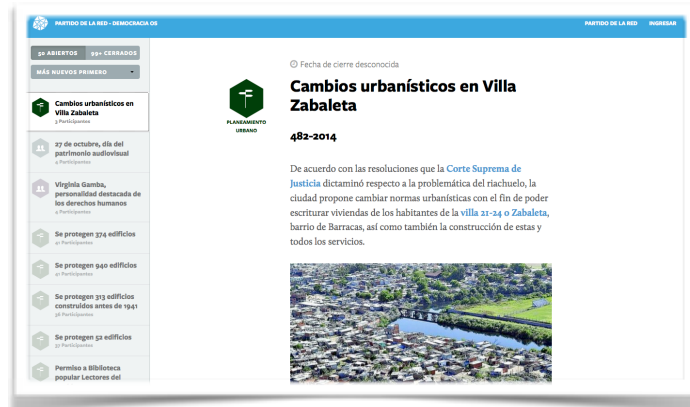 PARTIDO DE LA RED - DEMOCRACIA OS
PARTIDO DE LA RED INGRESAR
50 ABIERTOS 99+ CERRADOS
MÁS NUEVOS PRIMERO
Cambios urbanísticos en
Villa Zabaleta
3 Participantes
27 de octubre, día del
patrimonio audiovisual
4 Participantes
Virginia Gamba,
personalidad destacada de
los derechos humanos
4 Participantes
Se protegen 374 edificios
41 Participantes
Se protegen 940 edificios
41 Participantes
Se protegen 313 edificios
construidos antes de 1941
38 Participantes
Se protegen 52 edificios
37 Participantes
Permiso a Biblioteca
popular Lectores del
PLANEAMIENTO
URBANO
Fecha de cierre desconocida
Cambios urbanísticos en Villa
Zabaleta
482-2014
De acuerdo con las resoluciones que la Corte Suprema de
Justicia dictaminó respecto a la problemática del riachuelo, la
ciudad propone cambiar normas urbanísticas con el fin de poder
escriturar viviendas de los habitantes de la villa 21-24 o Zabaleta,
barrio de Barracas, así como también la construcción de estas y
todos los servicios.